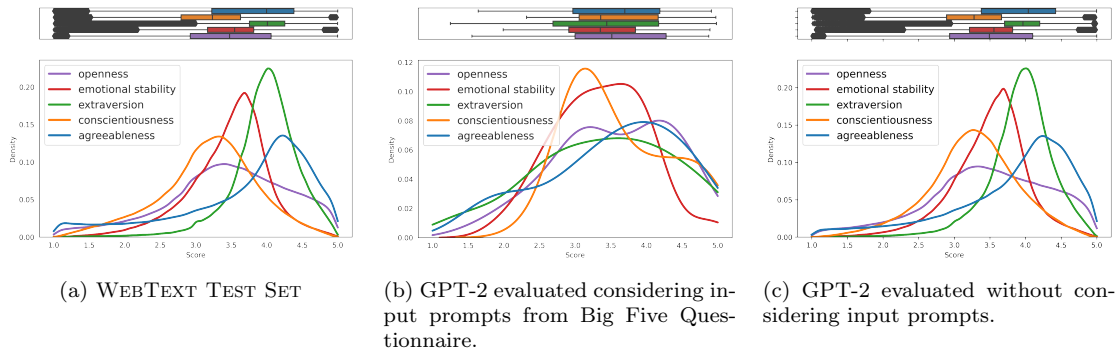 openness
emotional stability
extraversion
conscientiousness
agreeableness
Density
0.20
0.15
0.10
0.05
0.00
1.0 1.5 2.0 2.5 3.0 3.5 4.0 4.5 5.0
Score
(a) WEBTEXT TEST SET
openness
emotional stability
extraversion
conscientiousness
agreeableness
Density
0.12
0.10
0.08
0.06
0.04
0.02
0.00
1.0 1.5 2.0 2.5 3.0 3.5 4.0 4.5 5.0
Score
(b) GPT-2 evaluated considering in-
put prompts from Big Five Ques-
tionnaire.
openness
emotional stability
extraversion
conscientiousness
agreeableness
Density
0.20
0.15
0.10
0.05
0.00
1.0 1.5 2.0 2.5 3.0 3.5 4.0 4.5 5.0
Score
(c) GPT-2 evaluated without con-
sidering input prompts.